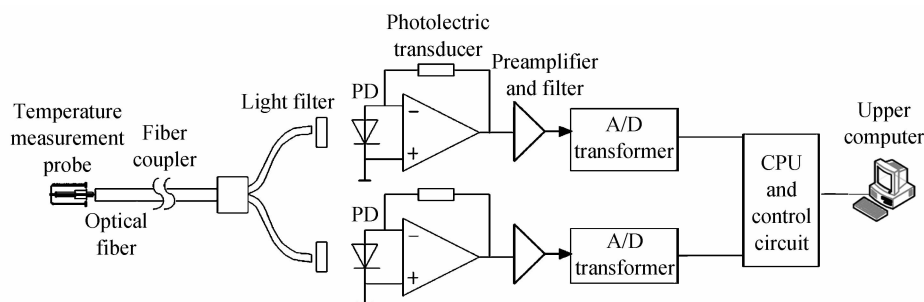 Photolectric
transducer
Preamplifier
and filter
PD
Light filter
Temperature
measurement
probe
Fiber
coupler
Optical
fiber
−
+
A/D
transformer
CPU
and
control
circuit
Upper
computer
PD
−
+
A/D
transformer